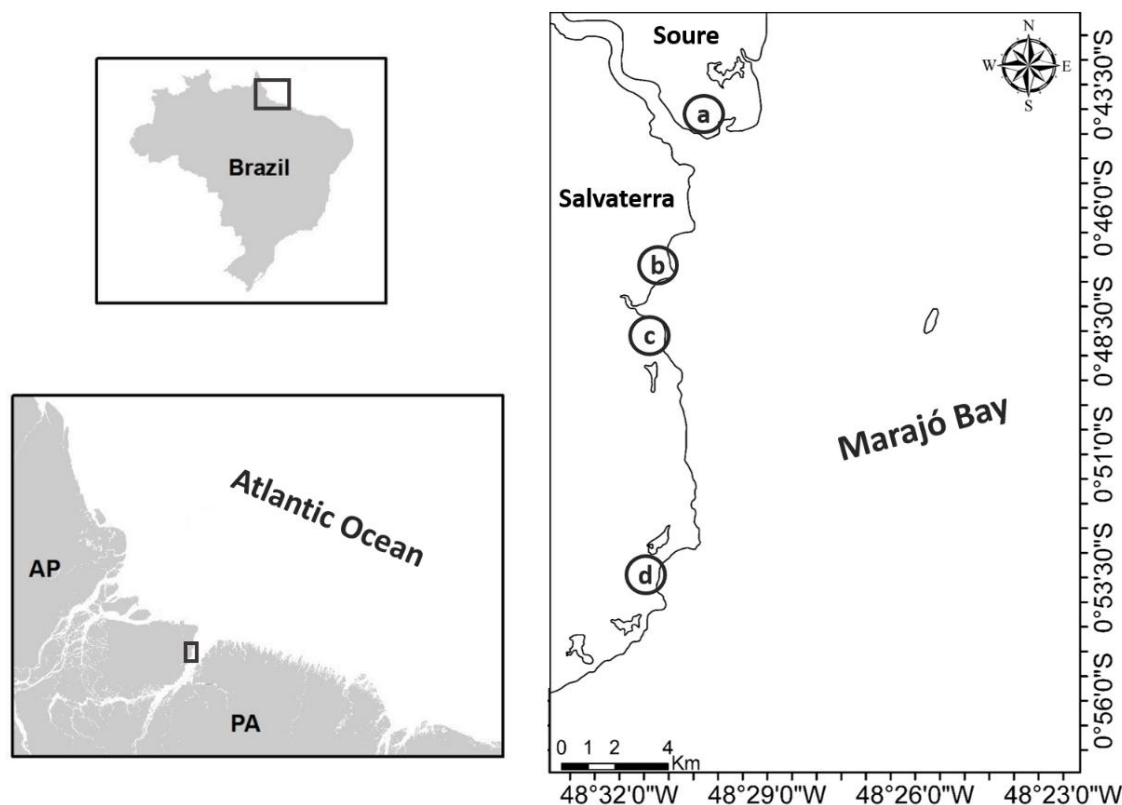 Brazil
Atlantic Ocean
AP
PA
Soure
N
W
E
S
a
Salvaterra
b
c
Marajó Bay
d
0 1 2 4
Km
0°43'30"S
0°46'0"S
0°48'30"S
0°51'0"S
0°53'30"S
0°56'0"S
48°32'0"W 48°29'0"W 48°26'0"W 48°23'0"W